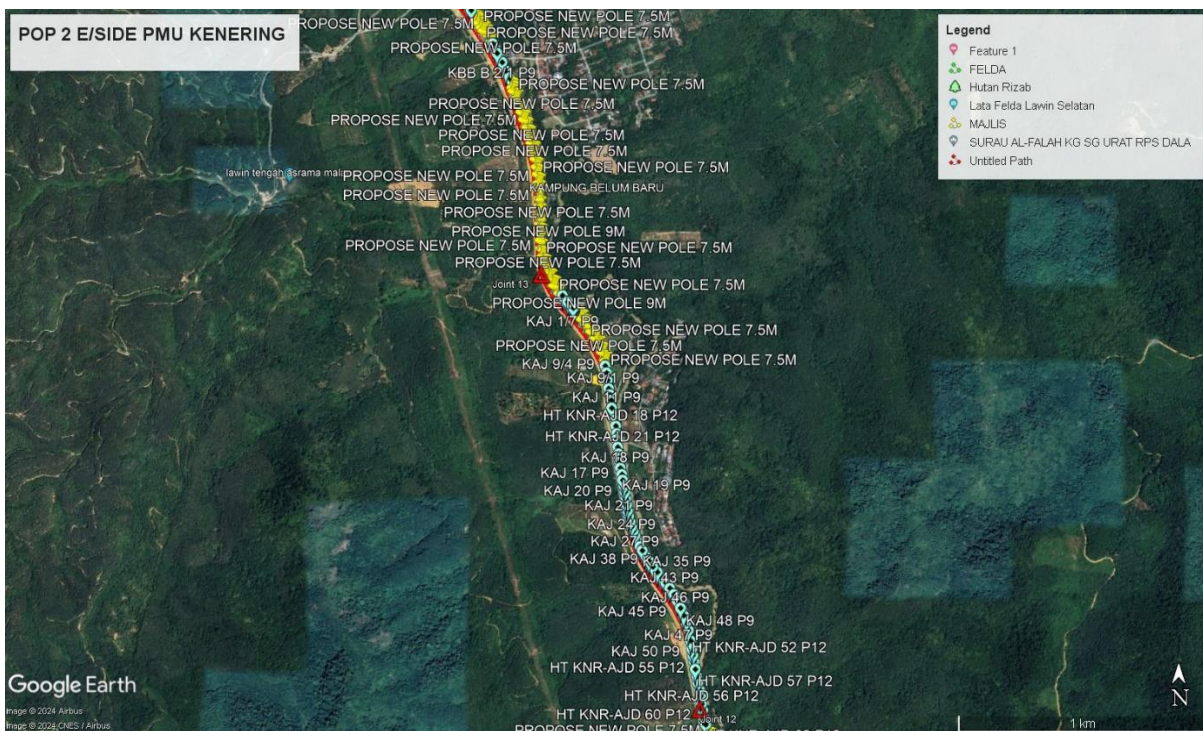 PROPOSE NEW POLE 7.5M
POP 2 E/SIDE PMU KENERING
PROPOSE NEW POLE 7.5M
PROPOSE NEW POLE 7.5M
PROPOSE NEW POLE 7.5M
KBB B 2/1 P9
PROPOSE NEW POLE 7.5M
PROPOSE NEW POLE 7.5M
PROPOSE NEW POLE 7.5M
PROPOSE NEW POLE 7.5M
PROPOSE NEW POLE 7.5M
PROPOSE NEW POLE 7.5M
lawin tengah asrama
PROPOSE NEW POLE 7.5M
KAMPUNG BELUM BARU
PROPOSE NEW POLE 7.5M
PROPOSE NEW POLE 7.5M
PROPOSE NEW POLE 9M
PROPOSE NEW POLE 7.5M
PROPOSE NEW POLE 7.5M
PROPOSE NEW POLE 7.5M
Joint 13
PROPOSE NEW POLE 7.5M
PROPOSE NEW POLE 9M
KAJ 1/7 P9
PROPOSE NEW POLE 7.5M
PROPOSE NEW POLE 7.5M
KAJ 9/4 P9
PROPOSE NEW POLE 7.5M
KAJ 9/1 P9
KAJ 11 P9
HT KNR-AJD 18 P12
HT KNR-AJD 21 P12
KAJ 18 P9
KAJ 17 P9
KAJ 19 P9
KAJ 20 P9
KAJ 21 P9
KAJ 24 P9
KAJ 27 P9
KAJ 38 P9
KAJ 35 P9
KAJ 43 P9
KAJ 46 P9
KAJ 45 P9
KAJ 48 P9
KAJ 47 P9
KAJ 50 P9
HT KNR-AJD 52 P12
HT KNR-AJD 55 P12
HT KNR-AJD 57 P12
HT KNR-AJD 56 P12
HT KNR-AJD 60 P12
Joint 12
PROPOSE NEW POLE 7.5M
Legend
Feature 1
FELDA
Hutan Rizab
Lata Felda Lawin Selatan
MAJLIS
SURAU AL-FALAH KG SG URAT RPS DALA
Untitled Path
Google Earth
Image © 2024 Airbus
Image © 2024 CNES / Airbus
N
1 km